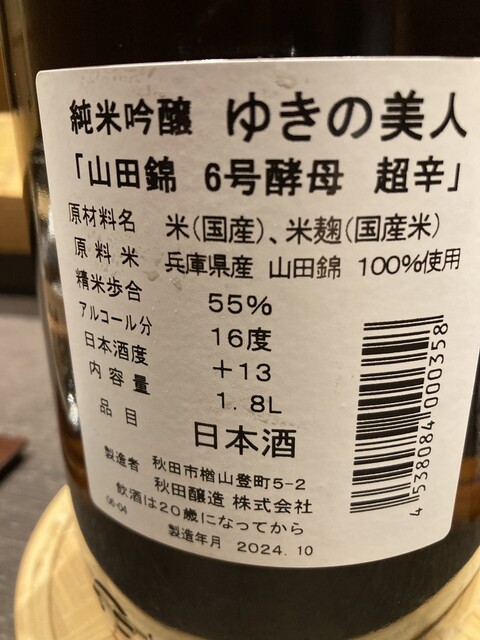 純米吟醸 ゆきの美人
「山田錦 6号酵母 超辛」
原材料名 米(国産)、米麹(国産米)
原料米 兵庫県産 山田錦 100%使用
精米歩合 55%
アルコール分 16度
日本酒度 +13
内容量 1.8L
品目 日本酒
製造者 秋田市楢山登町5-2
秋田醸造 株式会社
飲酒は20歳になってから
06-04
製造年月 2024.10
4 538084 000358